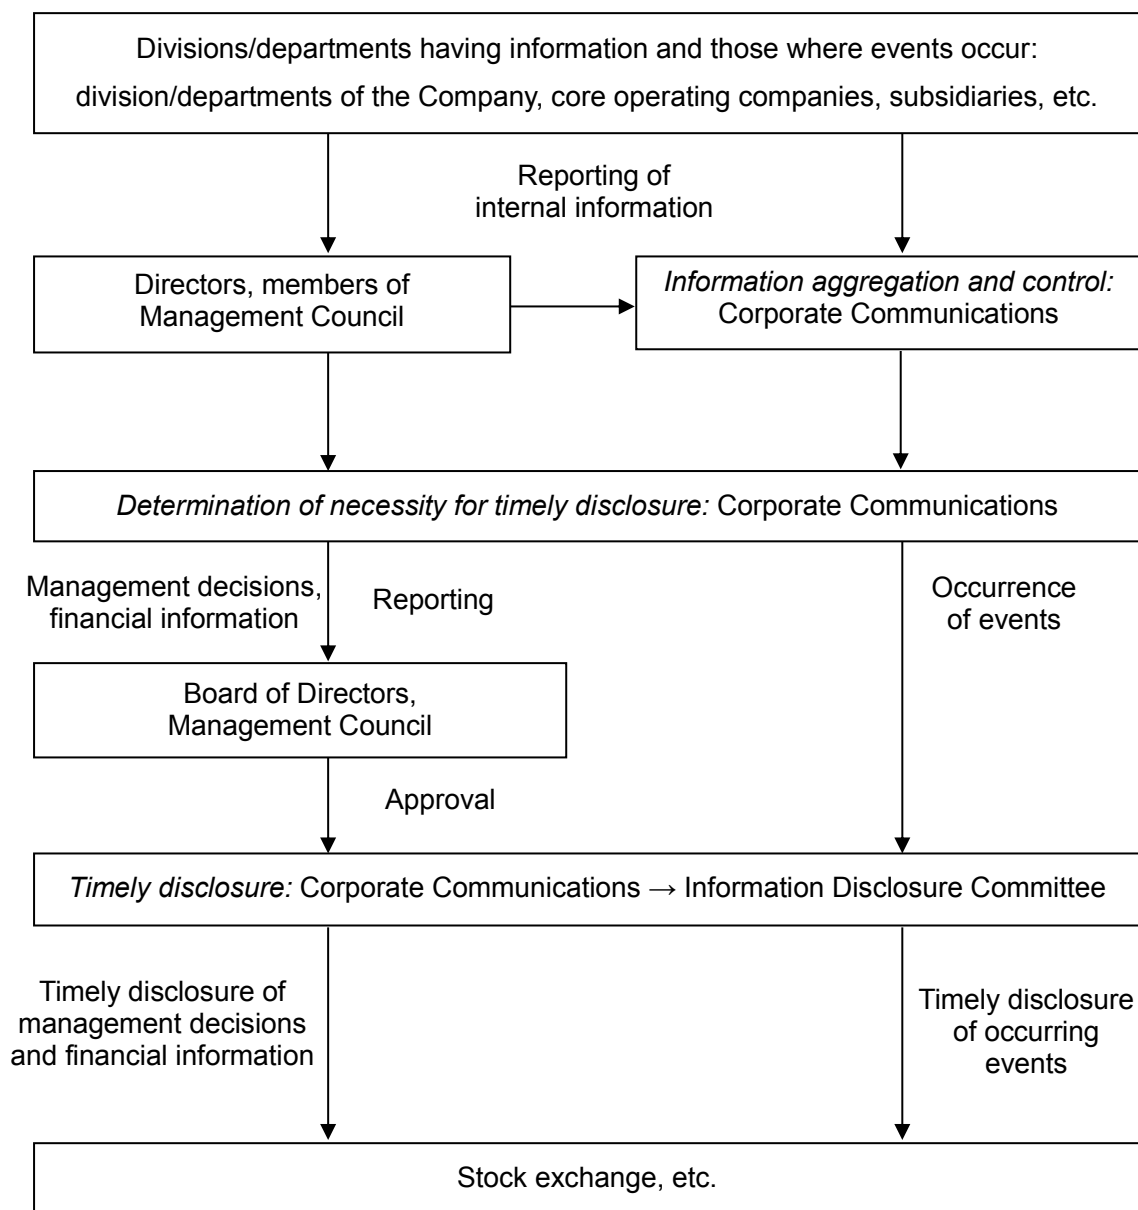 Divisions/departments having information and those where events occur:
division/departments of the Company, core operating companies, subsidiaries, etc.
Reporting of
internal information
Directors, members of
Management Council
Information aggregation and control:
Corporate Communications
Determination of necessity for timely disclosure: Corporate Communications
Management decisions,
financial information
Reporting
Occurrence
of events
Board of Directors,
Management Council
Approval
Timely disclosure: Corporate Communications → Information Disclosure Committee
Timely disclosure of
management decisions
and financial information
Timely disclosure
of occurring
events
Stock exchange, etc.